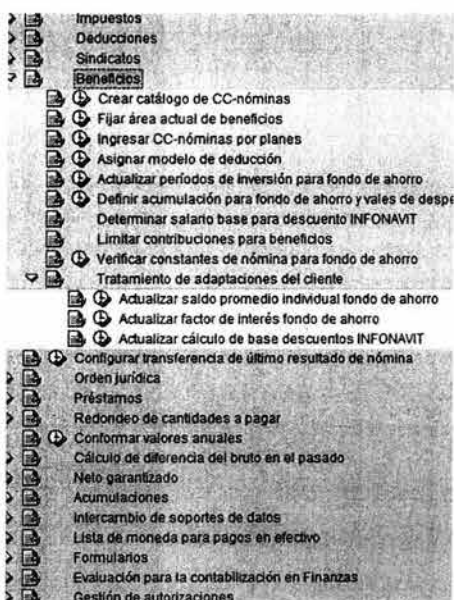 Impuestos
Deducciones
Sindicatos
Beneficios
Crear catálogo de CC-nóminas
Fijar área actual de beneficios
Ingresar CC-nóminas por planes
Asignar modelo de deducción
Actualizar períodos de inversión para fondo de ahorro
Definir acumulación para fondo de ahorro y vales de despe
Determinar salario base para descuento INFONAVIT
Limitar contribuciones para beneficios
Verificar constantes de nómina para fondo de ahorro
Tratamiento de adaptaciones del cliente
Actualizar saldo promedio individual fondo de ahorro
Actualizar factor de interés fondo de ahorro
Actualizar cálculo de base descuentos INFONAVIT
Configurar transferencia de último resultado de nómina
Orden jurídica
Préstamos
Redondeo de cantidades a pagar
Conformar valores anuales
Cálculo de diferencia del bruto en el pasado
Neto garantizado
Acumulaciones
Intercambio de soportes de datos
Lista de moneda para pagos en efectivo
Formularios
Evaluación para la contabilización en Finanzas
Gestión de autorizaciones